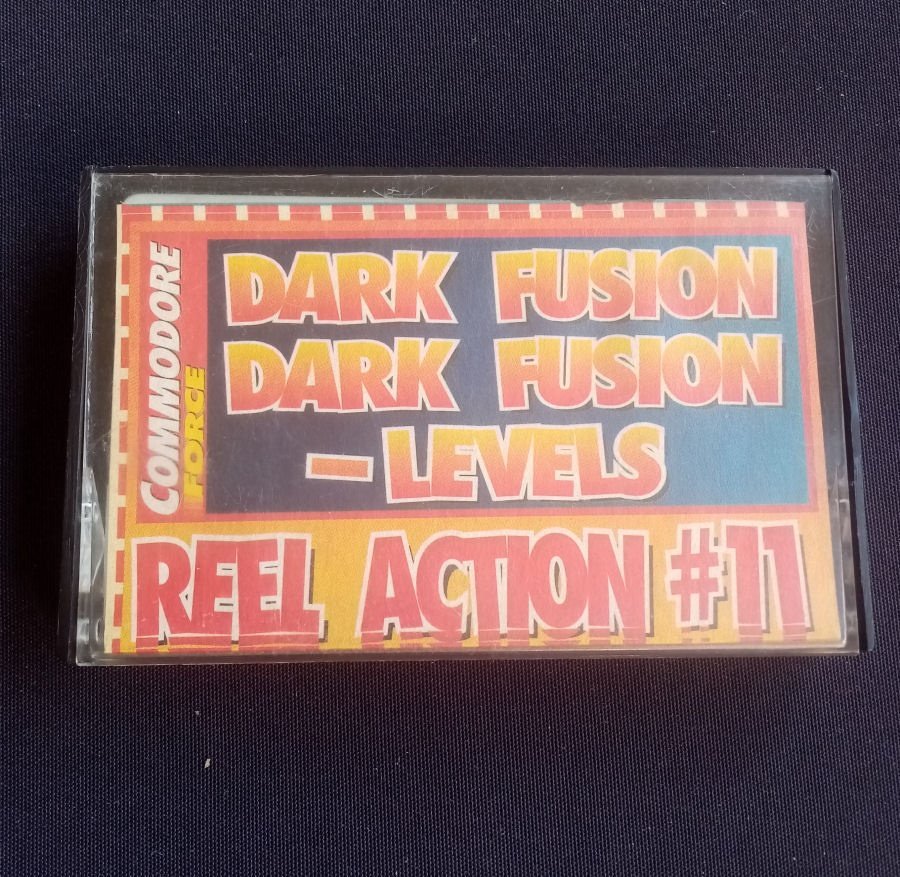 COMMODORE
FORCE
DARK FUSION
DARK FUSION
- LEVELS
REEL ACTION #11